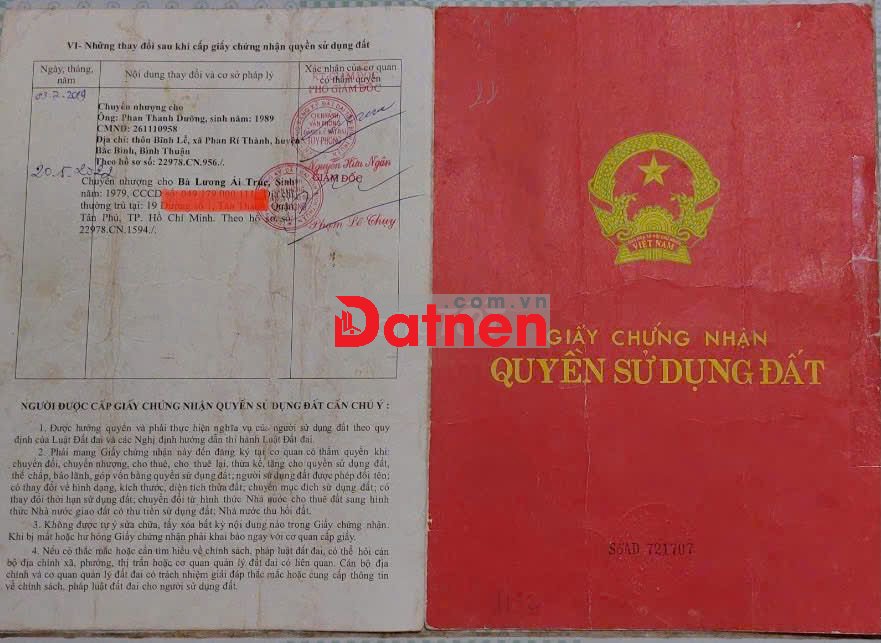 VI- Những thay đổi sau khi cấp giấy chứng nhận quyền sử dụng đất
Ngày, tháng, năm
Nội dung thay đổi và cơ sở pháp lý
Xác nhận của cơ quan có thẩm quyền
PHÓ GIÁM ĐỐC
03-7-2019
Chuyển nhượng cho
Ông: Phan Thanh Dưỡng, sinh năm: 1989
CMND: 261110958
Địa chỉ: thôn Bình Lễ, xã Phan Rí Thành, huyện
Bắc Bình, Bình Thuận
Theo hồ sơ số: 22978.CN.956./.
CHI NHÁNH
VĂN PHÒNG
TUY PHONG
Nguyễn Hữu Ngân
GIÁM ĐỐC
Chuyển nhượng cho Bà Lương Ái Trúc, Sinh
năm: 1979, CCCD
thường trú tại: 19 Đường số 1, Tân Thành, Quận
Tân Phú, TP. Hồ Chí Minh. Theo hồ sơ số
22978.CN.1594./.
Phạm Lê Thuy
NGƯỜI ĐƯỢC CẤP GIẤY CHỨNG NHẬN QUYỀN SỬ DỤNG ĐẤT CẦN CHÚ Ý :
1. Được hưởng quyền và phải thực hiện nghĩa vụ của người sử dụng đất theo quy
định của Luật Đất đai và các Nghị định hướng dẫn thi hành Luật Đất đai.
2. Phải mang Giấy chứng nhận này đến đăng ký tại cơ quan có thẩm quyền khi:
chuyển đổi, chuyển nhượng, cho thuê, cho thuê lại, thừa kế, tặng cho quyền sử dụng đất,
thế chấp, bảo lãnh, góp vốn bằng quyền sử dụng đất; người sử dụng đất được phép đổi tên;
có thay đổi về hình dạng, kích thước, diện tích thửa đất; chuyển mục đích sử dụng đất; có
thay đổi thời hạn sử dụng đất; chuyển đổi từ hình thức Nhà nước cho thuê đất sang hình
thức Nhà nước giao đất có thu tiền sử dụng đất; Nhà nước thu hồi đất.
3. Không được tự ý sửa chữa, tẩy xóa bất kỳ nội dung nào trong Giấy chứng nhận.
Khi bị mất hoặc hư hỏng Giấy chứng nhận phải khai báo ngay với cơ quan cấp giấy.
4. Nếu có thắc mắc hoặc cần tìm hiểu về chính sách, pháp luật đất đai, có thể hỏi cán
bộ địa chính xã, phường, thị trấn hoặc cơ quan quản lý đất đai có liên quan. Cán bộ địa
chính và cơ quan quản lý đất đai có trách nhiệm giải đáp thắc mắc hoặc cung cấp thông tin
về chính sách, pháp luật đất đai cho người sử dụng đất.
Datnen
.com.vn
VIỆT NAM
GIẤY CHỨNG NHẬN
QUYỀN SỬ DỤNG ĐẤT
Số AD 721707